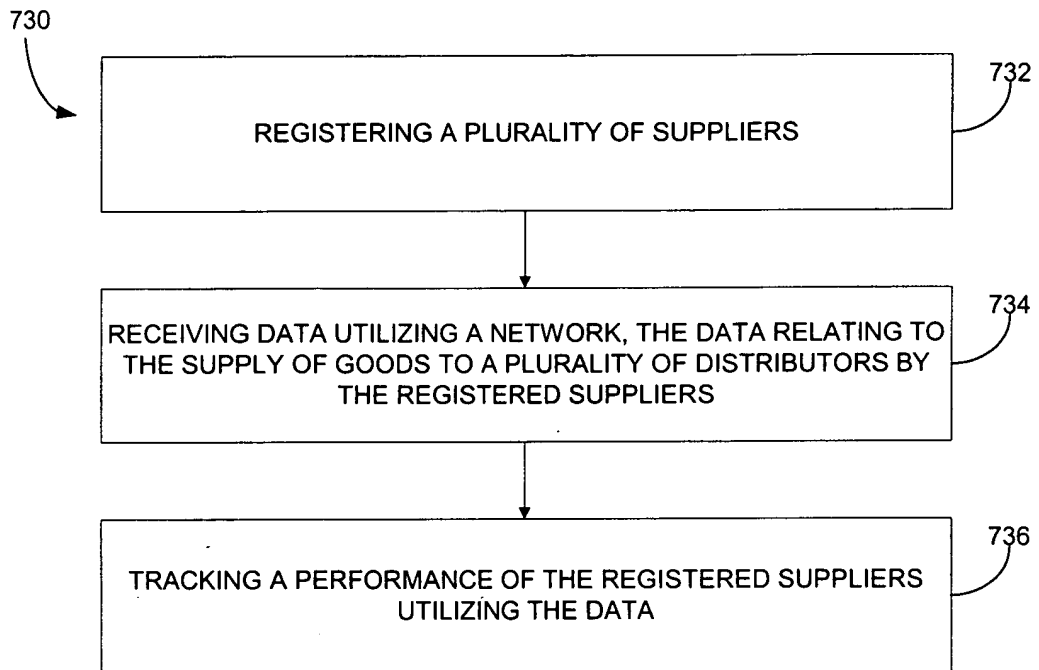 730
732
REGISTERING A PLURALITY OF SUPPLIERS
734
RECEIVING DATA UTILIZING A NETWORK, THE DATA RELATING TO
THE SUPPLY OF GOODS TO A PLURALITY OF DISTRIBUTORS BY
THE REGISTERED SUPPLIERS
736
TRACKING A PERFORMANCE OF THE REGISTERED SUPPLIERS
UTILIZING THE DATA